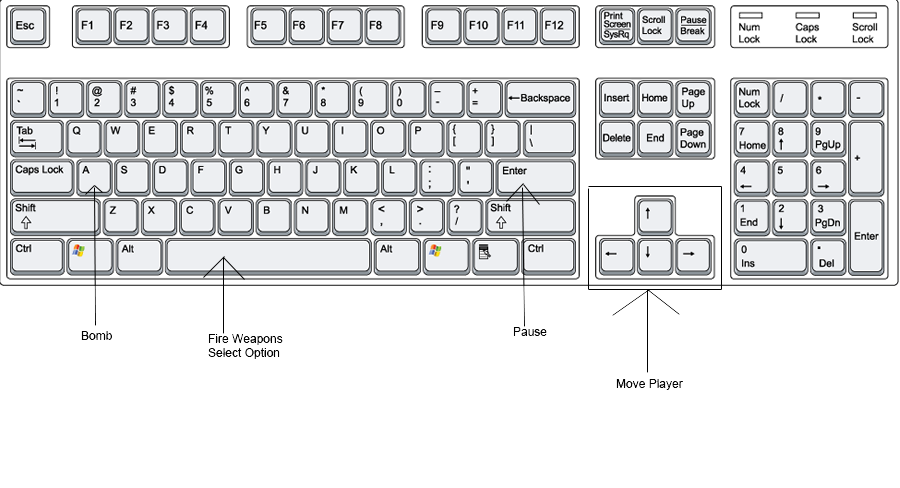 Esc F1 F2 F3 F4 F5 F6 F7 F8 F9 F10 F11 F12 Print Screen SysRq Scroll Lock Pause Break Num Lock Caps Lock Scroll Lock
~ ` ! 1 @ 2 # 3 $ 4 % 5 ^ 6 & 7 * 8 ( 9 ) 0 – - + = ←Backspace Insert Home Page Up Num Lock / * -
Tab Q W E R T Y U I O P { [ } ] | \ Delete End Page Down 7 Home 8 ↑ 9 PgUp +
Caps Lock A S D F G H J K L : ; " ' Enter 4 ← 5 6 →
Shift Z X C V B N M < , > . ? / Shift ↑ 1 End 2 ↓ 3 PgDn Enter
Ctrl Alt Alt Ctrl ← ↓ → 0 Ins • Del
Bomb
Fire Weapons
Select Option
Pause
Move Player